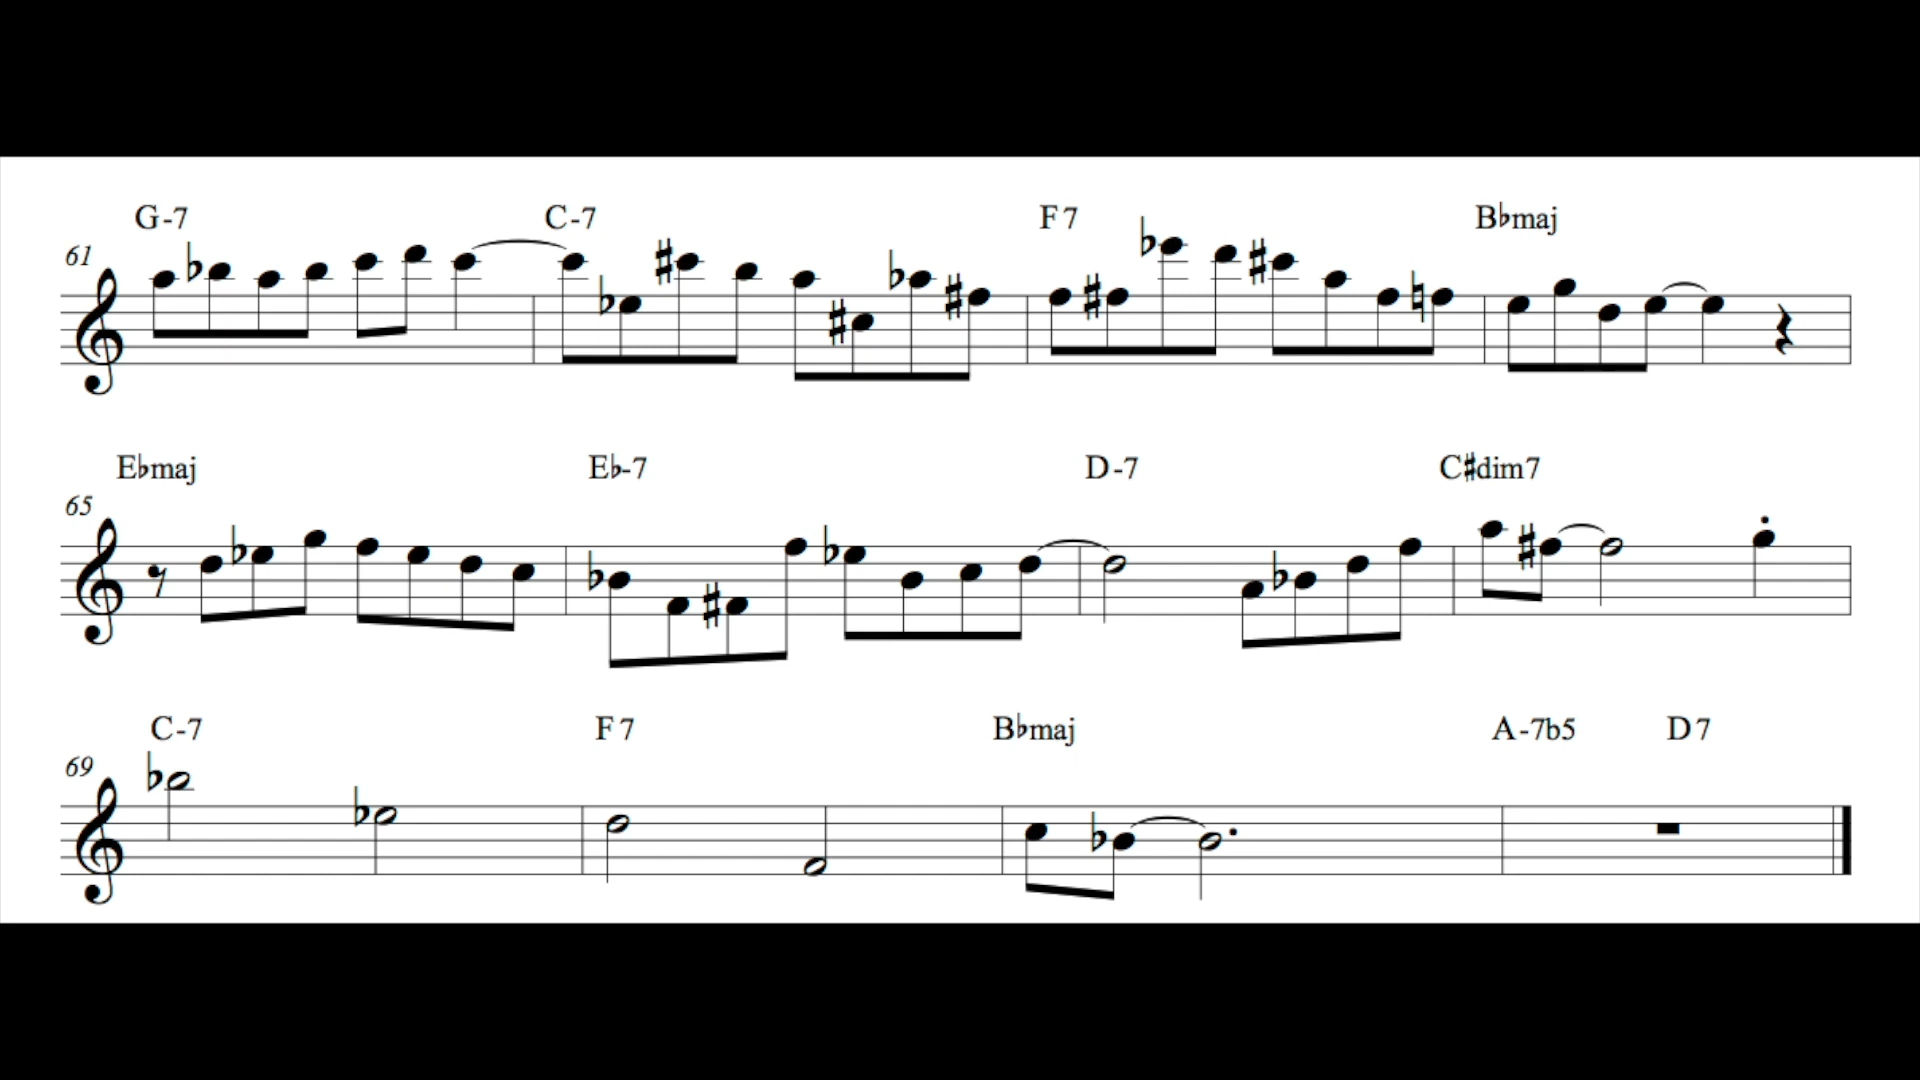 G-7 C-7 F7 B♭maj
61
E♭maj E♭-7 D-7 C♯dim7
65
C-7 F7 B♭maj A-7b5 D7
69